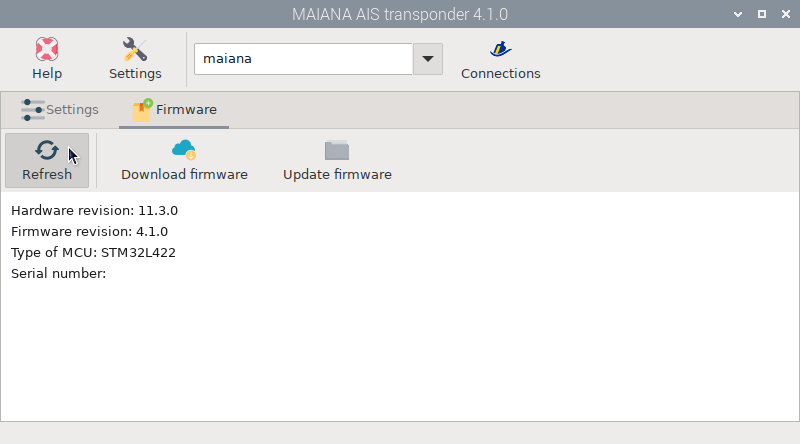 MAIANA AIS transponder 4.1.0
Help
Settings
maiana
Connections
Settings
Firmware
Refresh
Download firmware
Update firmware
Hardware revision: 11.3.0
Firmware revision: 4.1.0
Type of MCU: STM32L422
Serial number: